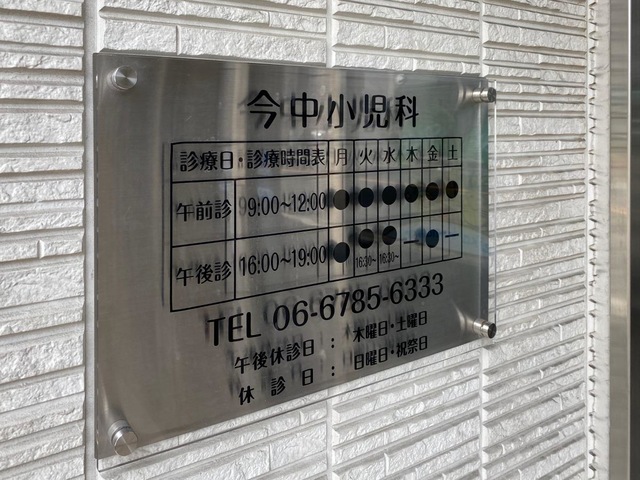 今中小児科
診療日・診療時間表 月 火 水 木 金 土
午前診 9:00～12:00 ● ● ● ● ● ●
午後診 16:00～19:00 ● ● ● ー ● ー
16:30～ 16:30～
TEL 06-6785-6333
午後休診日 : 木曜日・土曜日
休診日 : 日曜日・祝祭日